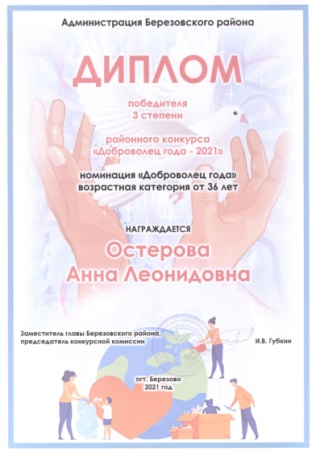 Администрация Березовского района
ДИПЛОМ
победителя
3 степени
районного конкурса
«Доброволец года - 2021»
номинация «Доброволец года»
возрастная категория от 36 лет
НАГРАЖДАЕТСЯ
Остерова
Анна Леонидовна
Заместитель главы Березовского района,
председатель конкурсной комиссии
И.В. Губкин
пгт. Березово
2021 год